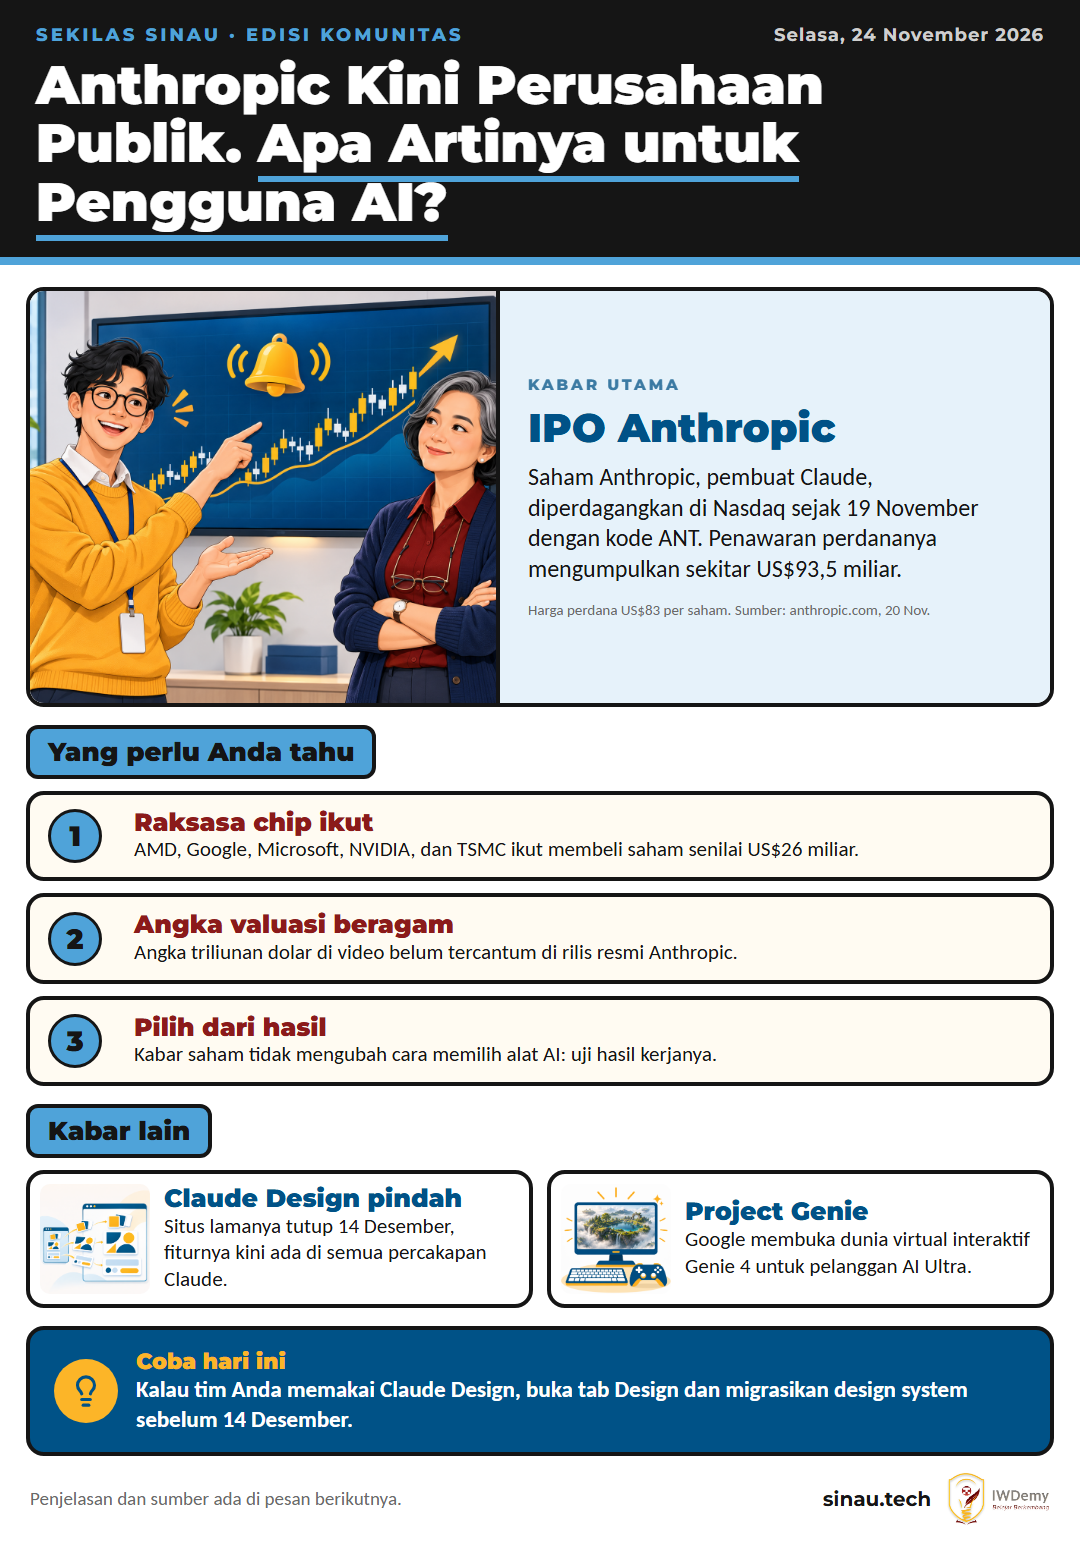 SEKILAS SINAU · EDISI KOMUNITAS
Selasa, 24 November 2026
Anthropic Kini Perusahaan
Publik. Apa Artinya untuk
Pengguna AI?
KABAR UTAMA
IPO Anthropic
Saham Anthropic, pembuat Claude,
diperdagangkan di Nasdaq sejak 19 November
dengan kode ANT. Penawaran perdananya
mengumpulkan sekitar US$93,5 miliar.
Harga perdana US$83 per saham. Sumber: anthropic.com, 20 Nov.
Yang perlu Anda tahu
1
Raksasa chip ikut
AMD, Google, Microsoft, NVIDIA, dan TSMC ikut membeli saham senilai US$26 miliar.
2
Angka valuasi beragam
Angka triliunan dolar di video belum tercantum di rilis resmi Anthropic.
3
Pilih dari hasil
Kabar saham tidak mengubah cara memilih alat AI: uji hasil kerjanya.
Kabar lain
Claude Design pindah
Situs lamanya tutup 14 Desember,
fiturnya kini ada di semua percakapan
Claude.
Project Genie
Google membuka dunia virtual interaktif
Genie 4 untuk pelanggan AI Ultra.
Coba hari ini
Kalau tim Anda memakai Claude Design, buka tab Design dan migrasikan design system
sebelum 14 Desember.
Penjelasan dan sumber ada di pesan berikutnya.
sinau.tech
IWDemy
Belajar Berkembang